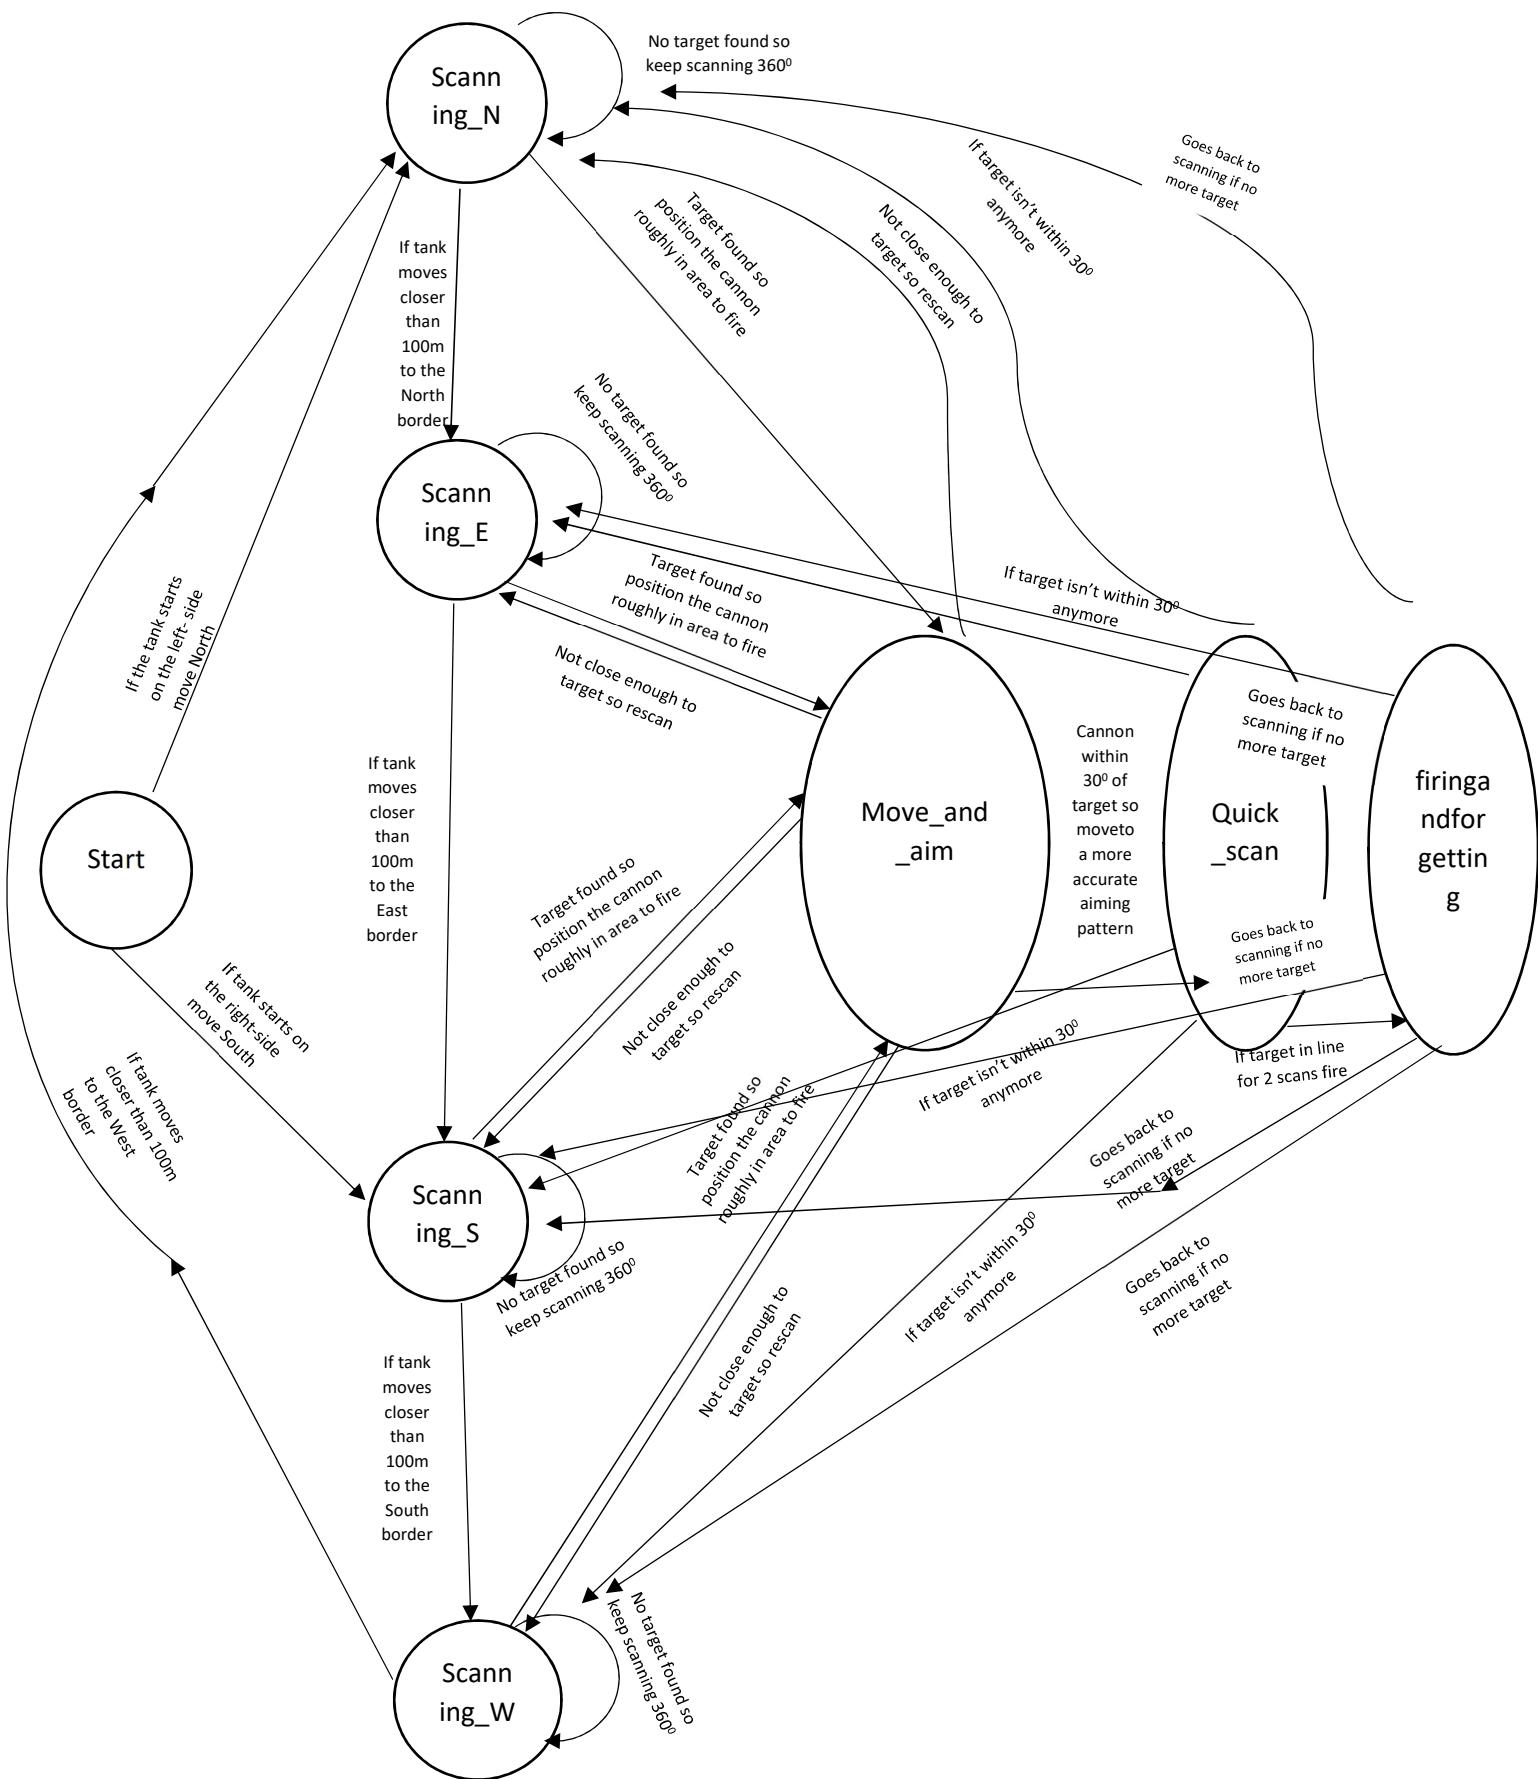 No target found so
keep scanning 360⁰
Scann
ing_N
Goes back to
scanning if no
more target
If target isn't within 30⁰
anymore
Target found so
position the cannon
roughly in area to fire
Not close enough to
target so rescan
If tank
moves
closer
than
100m
to the
North
border
No target found so
keep scanning 360⁰
Scann
ing_E
Target found so
position the cannon
roughly in area to fire
If target isn't within 30⁰
anymore
If the tank starts
on the left- side
move North
Not close enough to
target so rescan
Goes back to
scanning if no
more target
If tank
moves
closer
than
100m
to the
East
border
Cannon
within
30⁰ of
target so
moveto
a more
accurate
aiming
pattern
Start
Move_and
_aim
Quick
_scan
firinga
ndfor
gettin
g
Target found so
position the cannon
roughly in area to fire
Goes back to
scanning if no
more target
Not close enough to
target so rescan
If tank starts on
the right-side
move South
If tank moves
closer than 100m
to the West
border
If target isn't within 30⁰
anymore
If target in line
for 2 scans fire
Target found so
position the cannon
roughly in area to fire
Goes back to
scanning if no
more target
Scann
ing_S
No target found so
keep scanning 360⁰
If target isn't within 30⁰
anymore
Goes back to
scanning if no
more target
Not close enough to
target so rescan
If tank
moves
closer
than
100m
to the
South
border
No target found so
keep scanning 360⁰
Scann
ing_W